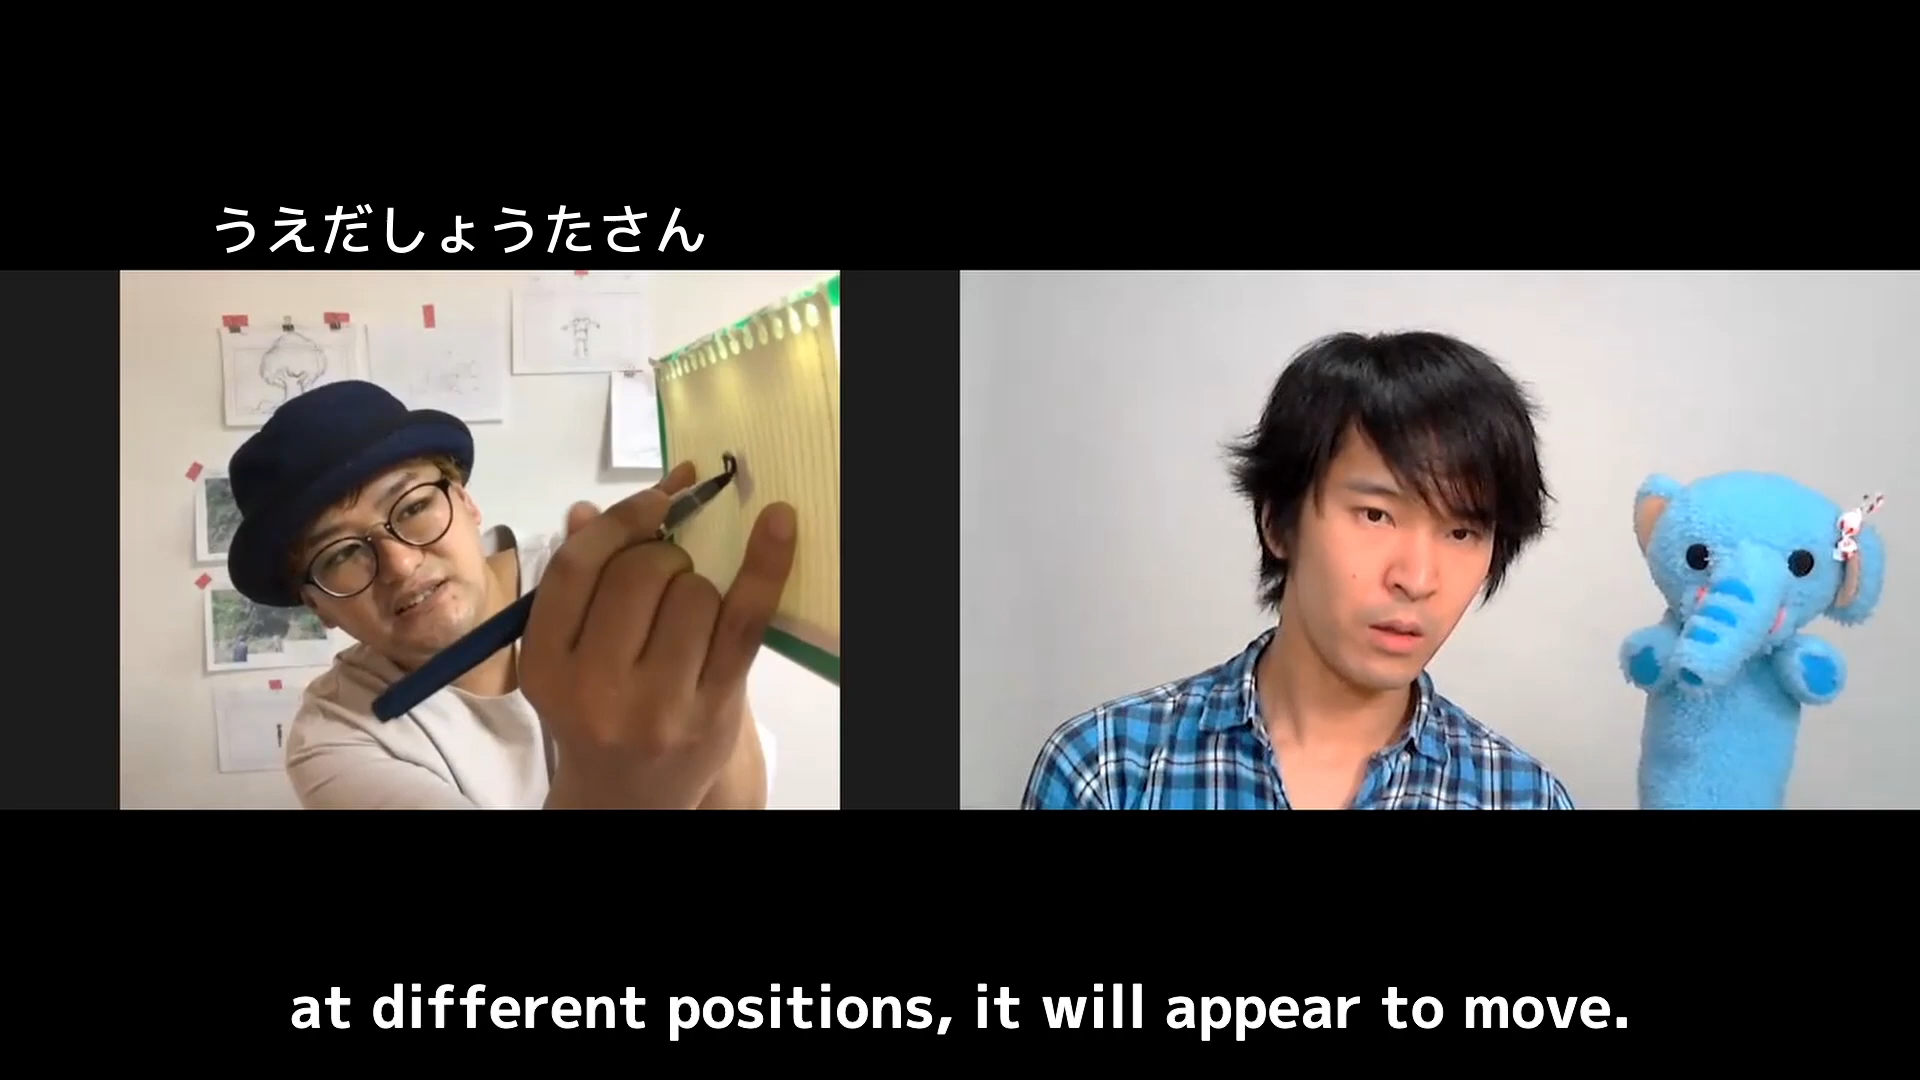 うえだしょうたさん
at different positions, it will appear to move.